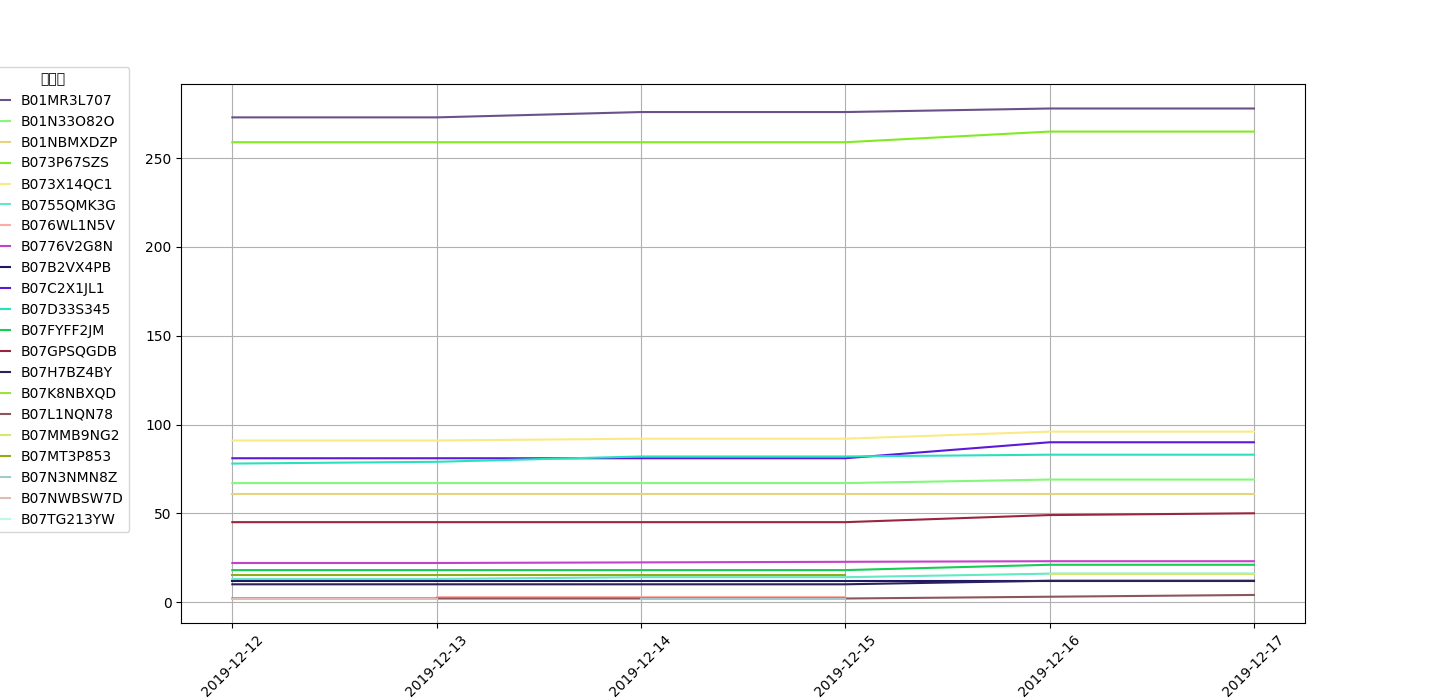 B01MR3L707
B01N33O82O
B01NBMXDZP
B073P67SZS
B073X14QC1
B0755QMK3G
B076WL1N5V
B0776V2G8N
B07B2VX4PB
B07C2X1JL1
B07D33S345
B07FYFF2JM
B07GPSQGDB
B07H7BZ4BY
B07K8NBXQD
B07L1NQN78
B07MMB9NG2
B07MT3P853
B07N3NMN8Z
B07NWBSW7D
B07TG213YW
250
200
150
100
50
0
2019-12-12
2019-12-13
2019-12-14
2019-12-15
2019-12-16
2019-12-17